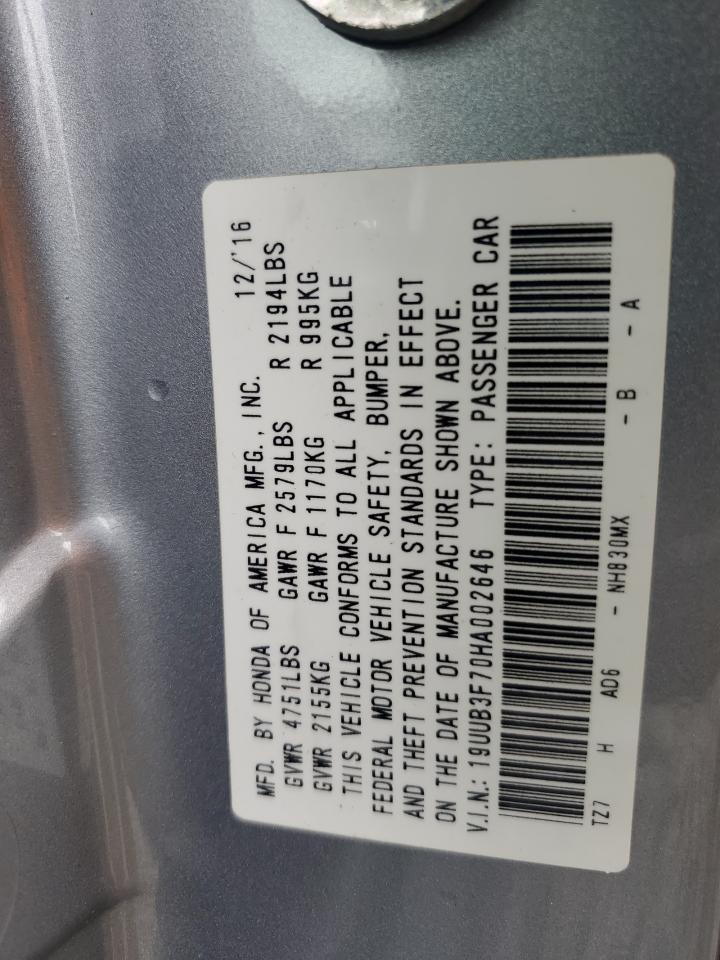 MFD. BY HONDA OF AMERICA MFG., INC. 12/'16
GVWR 4751LBS GAWR F 2579LBS R 2194LBS
GVWR 2155KG GAWR F 1170KG R 995KG
THIS VEHICLE CONFORMS TO ALL APPLICABLE
FEDERAL MOTOR VEHICLE SAFETY, BUMPER,
AND THEFT PREVENTION STANDARDS IN EFFECT
ON THE DATE OF MANUFACTURE SHOWN ABOVE.
V.I.N.: 19UUB3F70HA002646 TYPE: PASSENGER CAR
TZ7 H AD6 - NH830MX - B - A